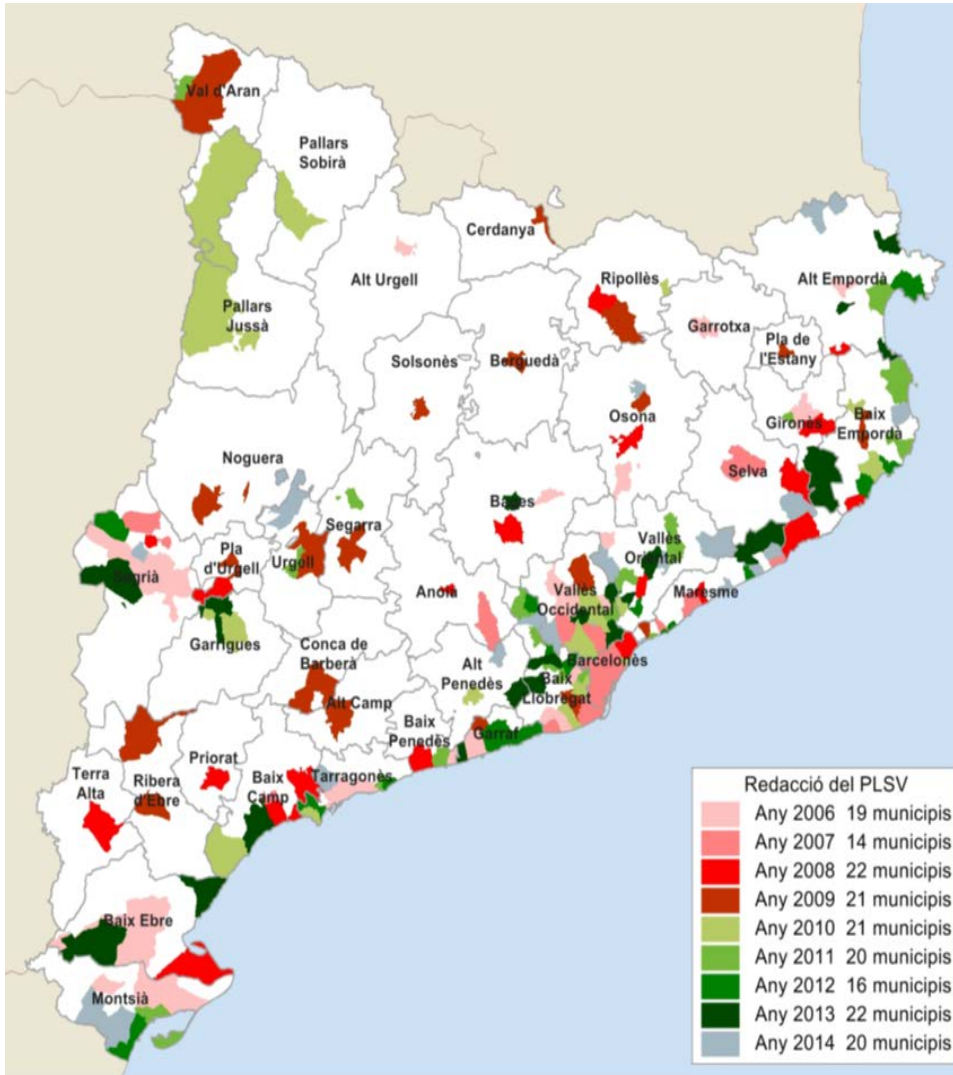 Val d'Aran
Pallars
Sobirà
Cerdanya
Alt Urgell
Ripollès
Alt Empordà
Pallars
Jussà
Garrotxa
Pla de
l'Estany
Solsonès
Berguedà
Osona
Gironès
Baix
Empordà
Noguera
Selva
Bages
Segarra
Pla
d'Urgell
Urgell
Vallès
Oriental
Segrià
Anoia
Vallès
Occidental
Maresme
Garrigues
Conca de
Barberà
Alt
Penedès
Barcelonès
Baix
Llobregat
Alt Camp
Baix
Penedès
Garraf
Priorat
Terra
Alta
Ribera
d'Ebre
Baix
Camp
Tarragonès
Baix Ebre
Montsià
Redacció del PLSV
Any 2006 19 municipis
Any 2007 14 municipis
Any 2008 22 municipis
Any 2009 21 municipis
Any 2010 21 municipis
Any 2011 20 municipis
Any 2012 16 municipis
Any 2013 22 municipis
Any 2014 20 municipis